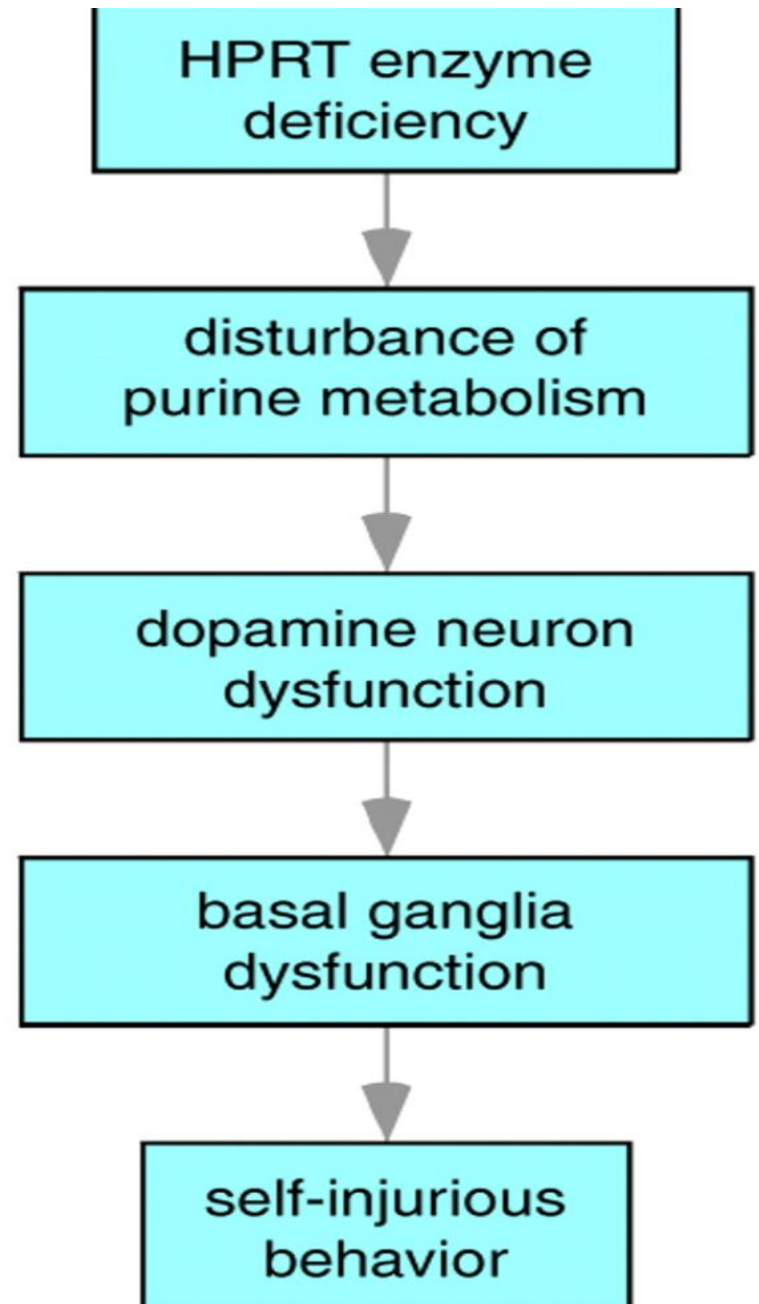 HPRT enzyme
deficiency
disturbance of
purine metabolism
dopamine neuron
dysfunction
basal ganglia
dysfunction
self-injurious
behavior